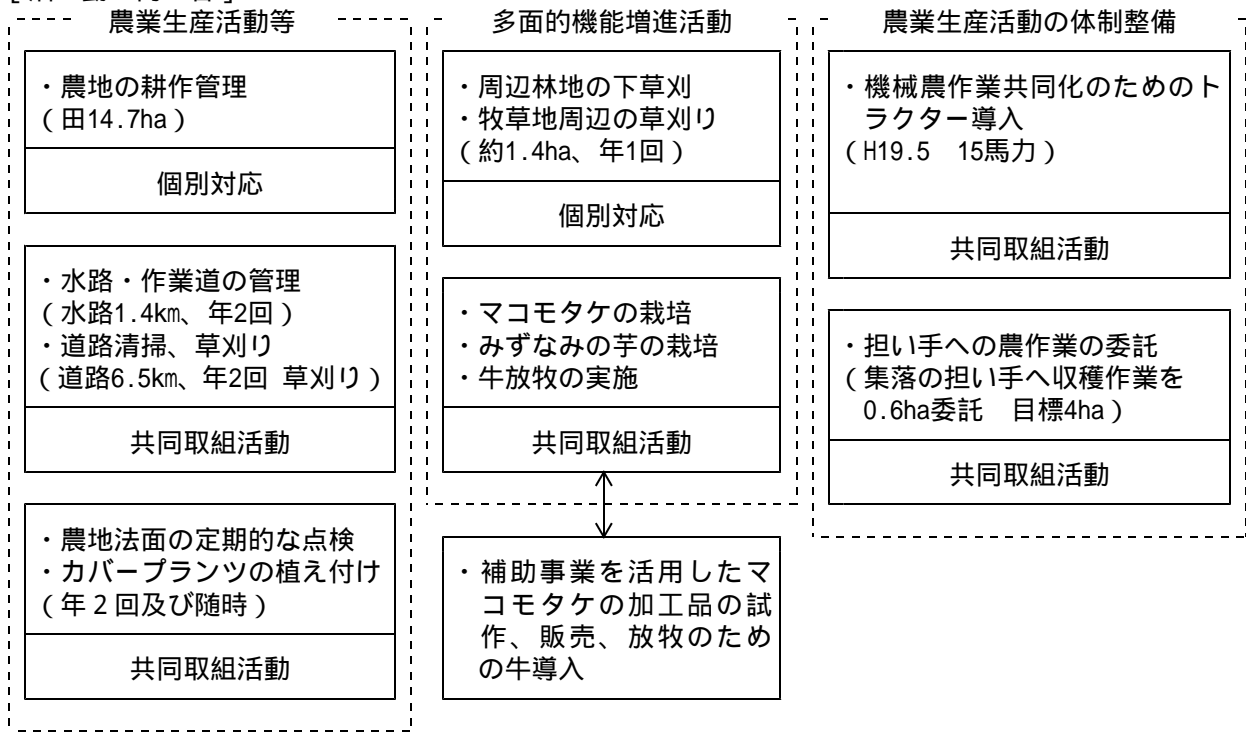 農業生産活動等
・農地の耕作管理
(田14.7ha)
個別対応
・水路・作業道の管理
(水路1.4㎞、年2回)
・道路清掃、草刈り
(道路6.5㎞、年2回 草刈り)
共同取組活動
・農地法面の定期的な点検
・カバープランツの植え付け
(年2回及び随時)
共同取組活動
多面的機能増進活動
・周辺林地の下草刈
・牧草地周辺の草刈り
(約1.4ha、年1回)
個別対応
・マコモタケの栽培
・みずなみの芋の栽培
・牛放牧の実施
共同取組活動
・補助事業を活用したマ
コモタケの加工品の試
作、販売、放牧のため
の牛導入
農業生産活動の体制整備
・機械農作業共同化のためのト
ラクター導入
(H19.5 15馬力)
共同取組活動
・担い手への農作業の委託
(集落の担い手へ収穫作業を
0.6ha委託 目標4ha)
共同取組活動